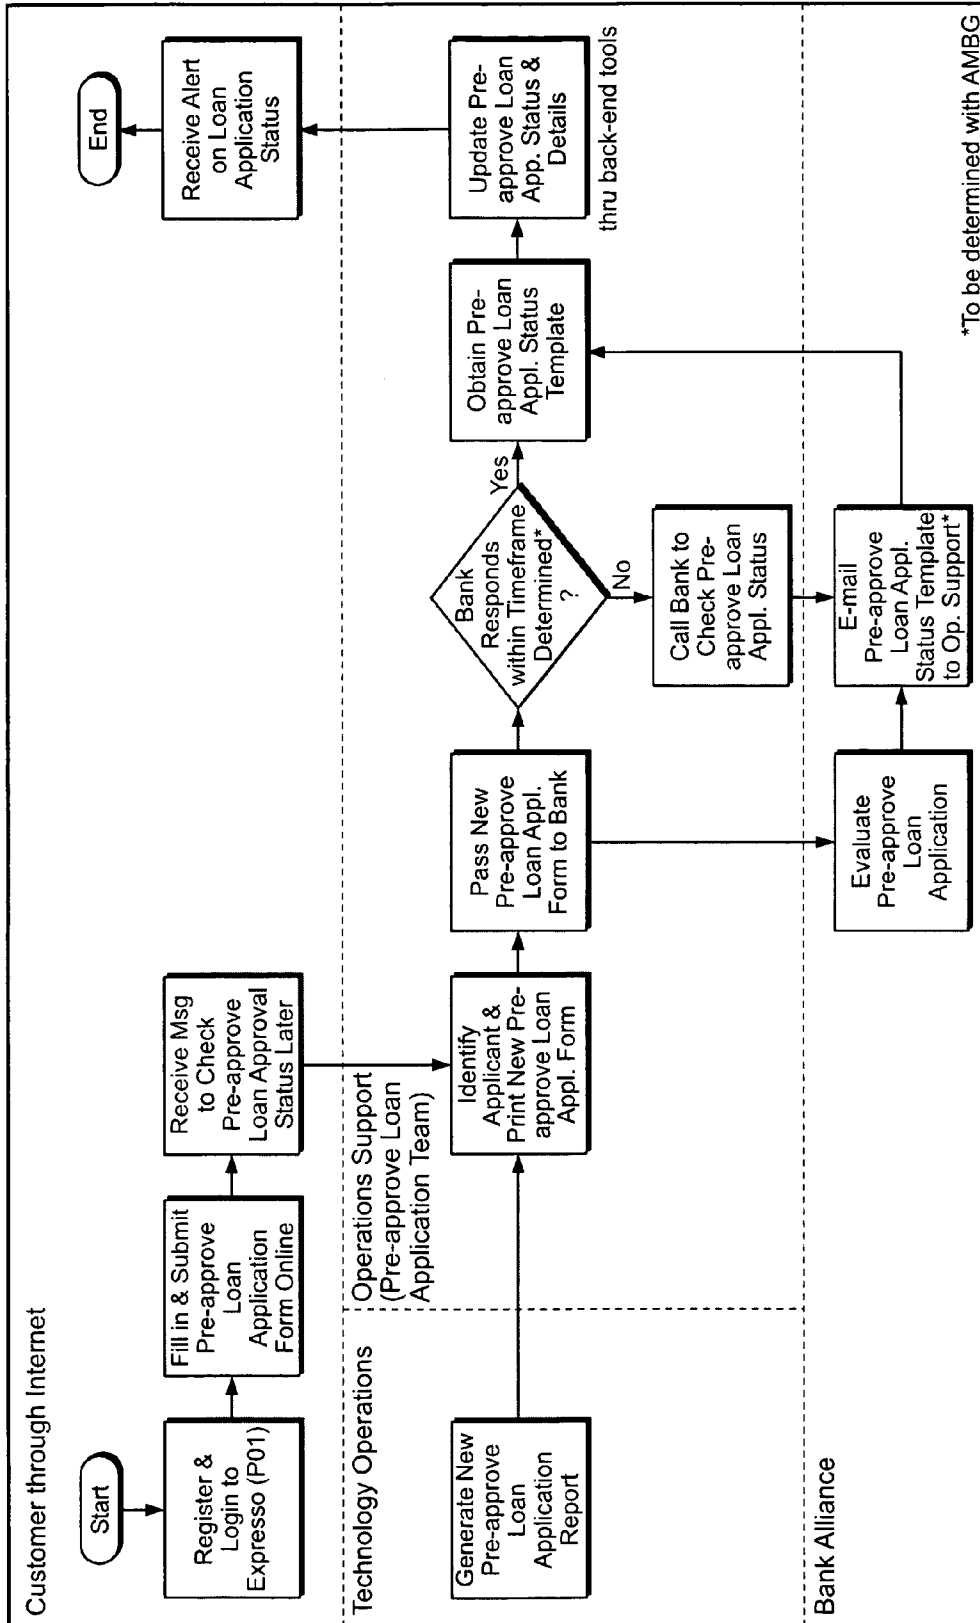 Customer through Internet
Start
Register &
Login to
Expresso (P01)
Fill in & Submit
Pre-approve
Loan
Application
Form Online
Receive Msg
to Check
Pre-approve
Loan Approval
Status Later
Receive Alert
on Loan
Application
Status
End
Technology Operations
Generate New
Pre-approve
Loan
Application
Report
Operations Support
(Pre-approve Loan
Application Team)
Identify
Applicant &
Print New Pre-
approve Loan
Appl. Form
Pass New
Pre-approve
Loan Appl.
Form to Bank
Bank
Responds
within Timeframe
Determined*
?
Yes
No
Obtain Pre-
approve Loan
Appl. Status
Template
Update Pre-
approve Loan
App. Status &
Details
thru back-end tools
Call Bank to
Check Pre-
approve Loan
Appl. Status
Bank Alliance
Evaluate
Pre-approve
Loan
Application
E-mail
Pre-approve
Loan Appl.
Status Template
to Op. Support*
*To be determined with AMBG